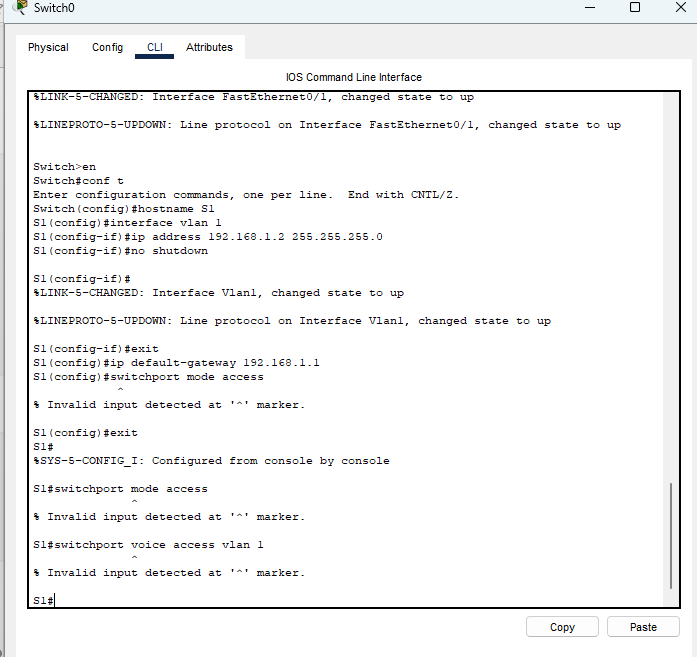 Switch0
Physical Config CLI Attributes
IOS Command Line Interface
%LINK-5-CHANGED: Interface FastEthernet0/1, changed state to up
%LINEPROTO-5-UPDOWN: Line protocol on Interface FastEthernet0/1, changed state to up
Switch>en
Switch#conf t
Enter configuration commands, one per line.  End with CNTL/Z.
Switch(config)#hostname S1
S1(config)#interface vlan 1
S1(config-if)#ip address 192.168.1.2 255.255.255.0
S1(config-if)#no shutdown
S1(config-if)#
%LINK-5-CHANGED: Interface Vlan1, changed state to up
%LINEPROTO-5-UPDOWN: Line protocol on Interface Vlan1, changed state to up
S1(config-if)#exit
S1(config)#ip default-gateway 192.168.1.1
S1(config)#switchport mode access
^
% Invalid input detected at '^' marker.
S1(config)#exit
S1#
%SYS-5-CONFIG_I: Configured from console by console
S1#switchport mode access
^
% Invalid input detected at '^' marker.
S1#switchport voice access vlan 1
^
% Invalid input detected at '^' marker.
S1#
Copy Paste